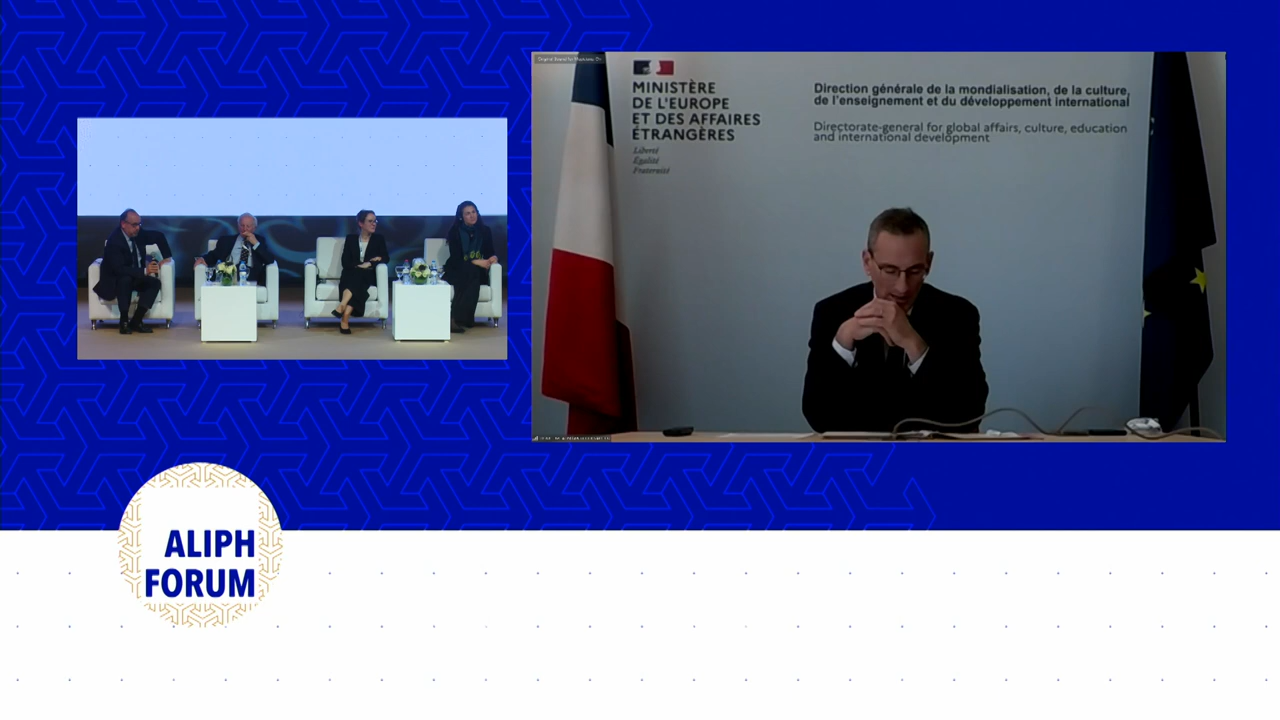 MINISTÈRE
DE L'EUROPE
ET DES AFFAIRES
ÉTRANGÈRES
Liberté
Égalité
Fraternité
Direction générale de la mondialisation, de la culture,
de l'enseignement et du développement international
Directorate-general for global affairs, culture, education
and international development
ALIPH
FORUM